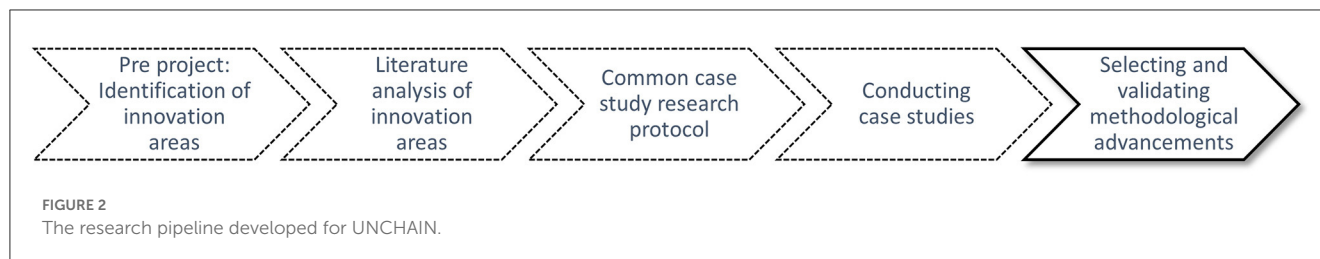 Pre project:
Identification of
innovation
areas
Literature
analysis of
innovation
areas
Common case
study research
protocol
Conducting
case studies
Selecting and
validating
methodological
advancements
FIGURE 2
The research pipeline developed for UNCHAIN.